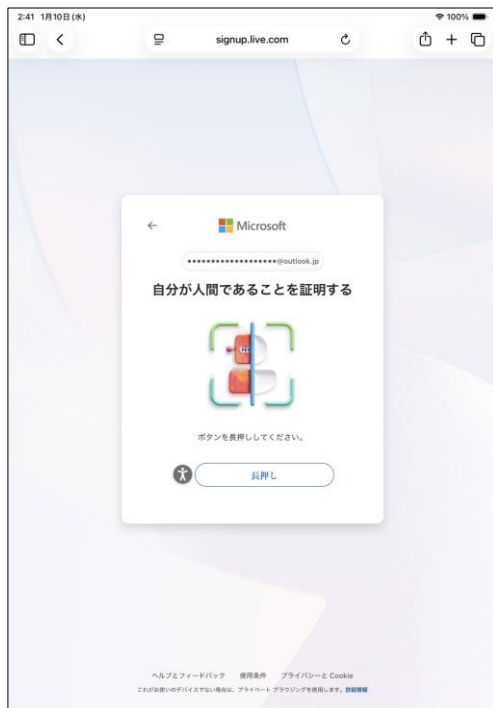 2:41 1月10日(水)
100%
signup.live.com
Microsoft
●●●●●●●●●●●●●●●●●●●@outlook.jp
自分が人間であることを証明する
ボタンを長押ししてください。
長押し
ヘルプとフィードバック 使用条件 プライバシーと Cookie
これがお使いのデバイスでない場合は、プライベート ブラウジングを使用します。詳細情報